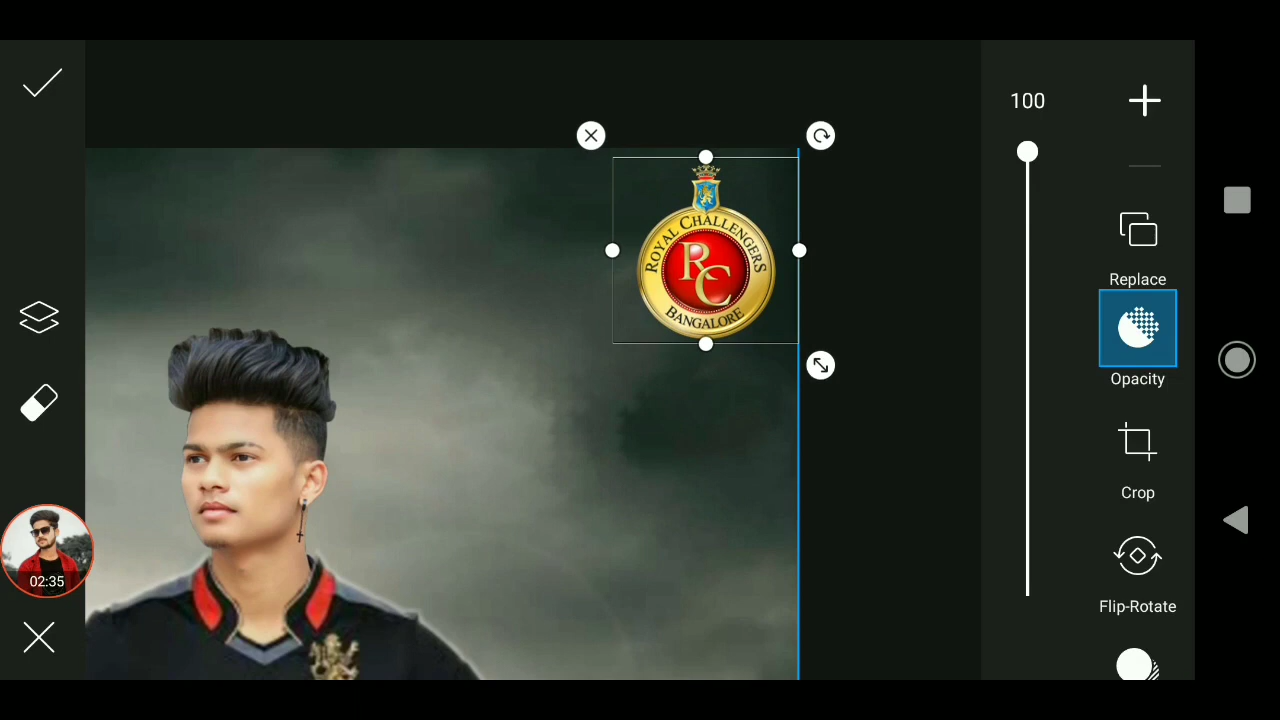 100
ROYAL CHALLENGERS
RC
BANGALORE
Replace
Opacity
Crop
02:35
Flip-Rotate